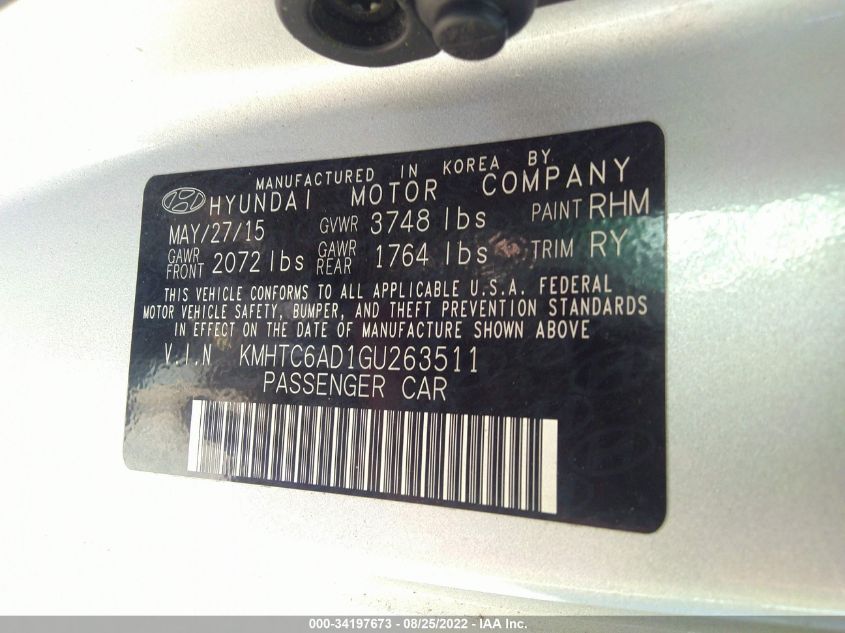 MANUFACTURED IN KOREA BY
HYUNDAI MOTOR COMPANY
MAY/27/15 GVWR 3748 lbs PAINT RHM
GAWR FRONT 2072 lbs GAWR REAR 1764 lbs TRIM RY
THIS VEHICLE CONFORMS TO ALL APPLICABLE U.S.A. FEDERAL
MOTOR VEHICLE SAFETY, BUMPER, AND THEFT PREVENTION STANDARDS
IN EFFECT ON THE DATE OF MANUFACTURE SHOWN ABOVE
V.I.N KMHTC6AD1GU263511
PASSENGER CAR
000-34197673 - 08/25/2022 - IAA Inc.